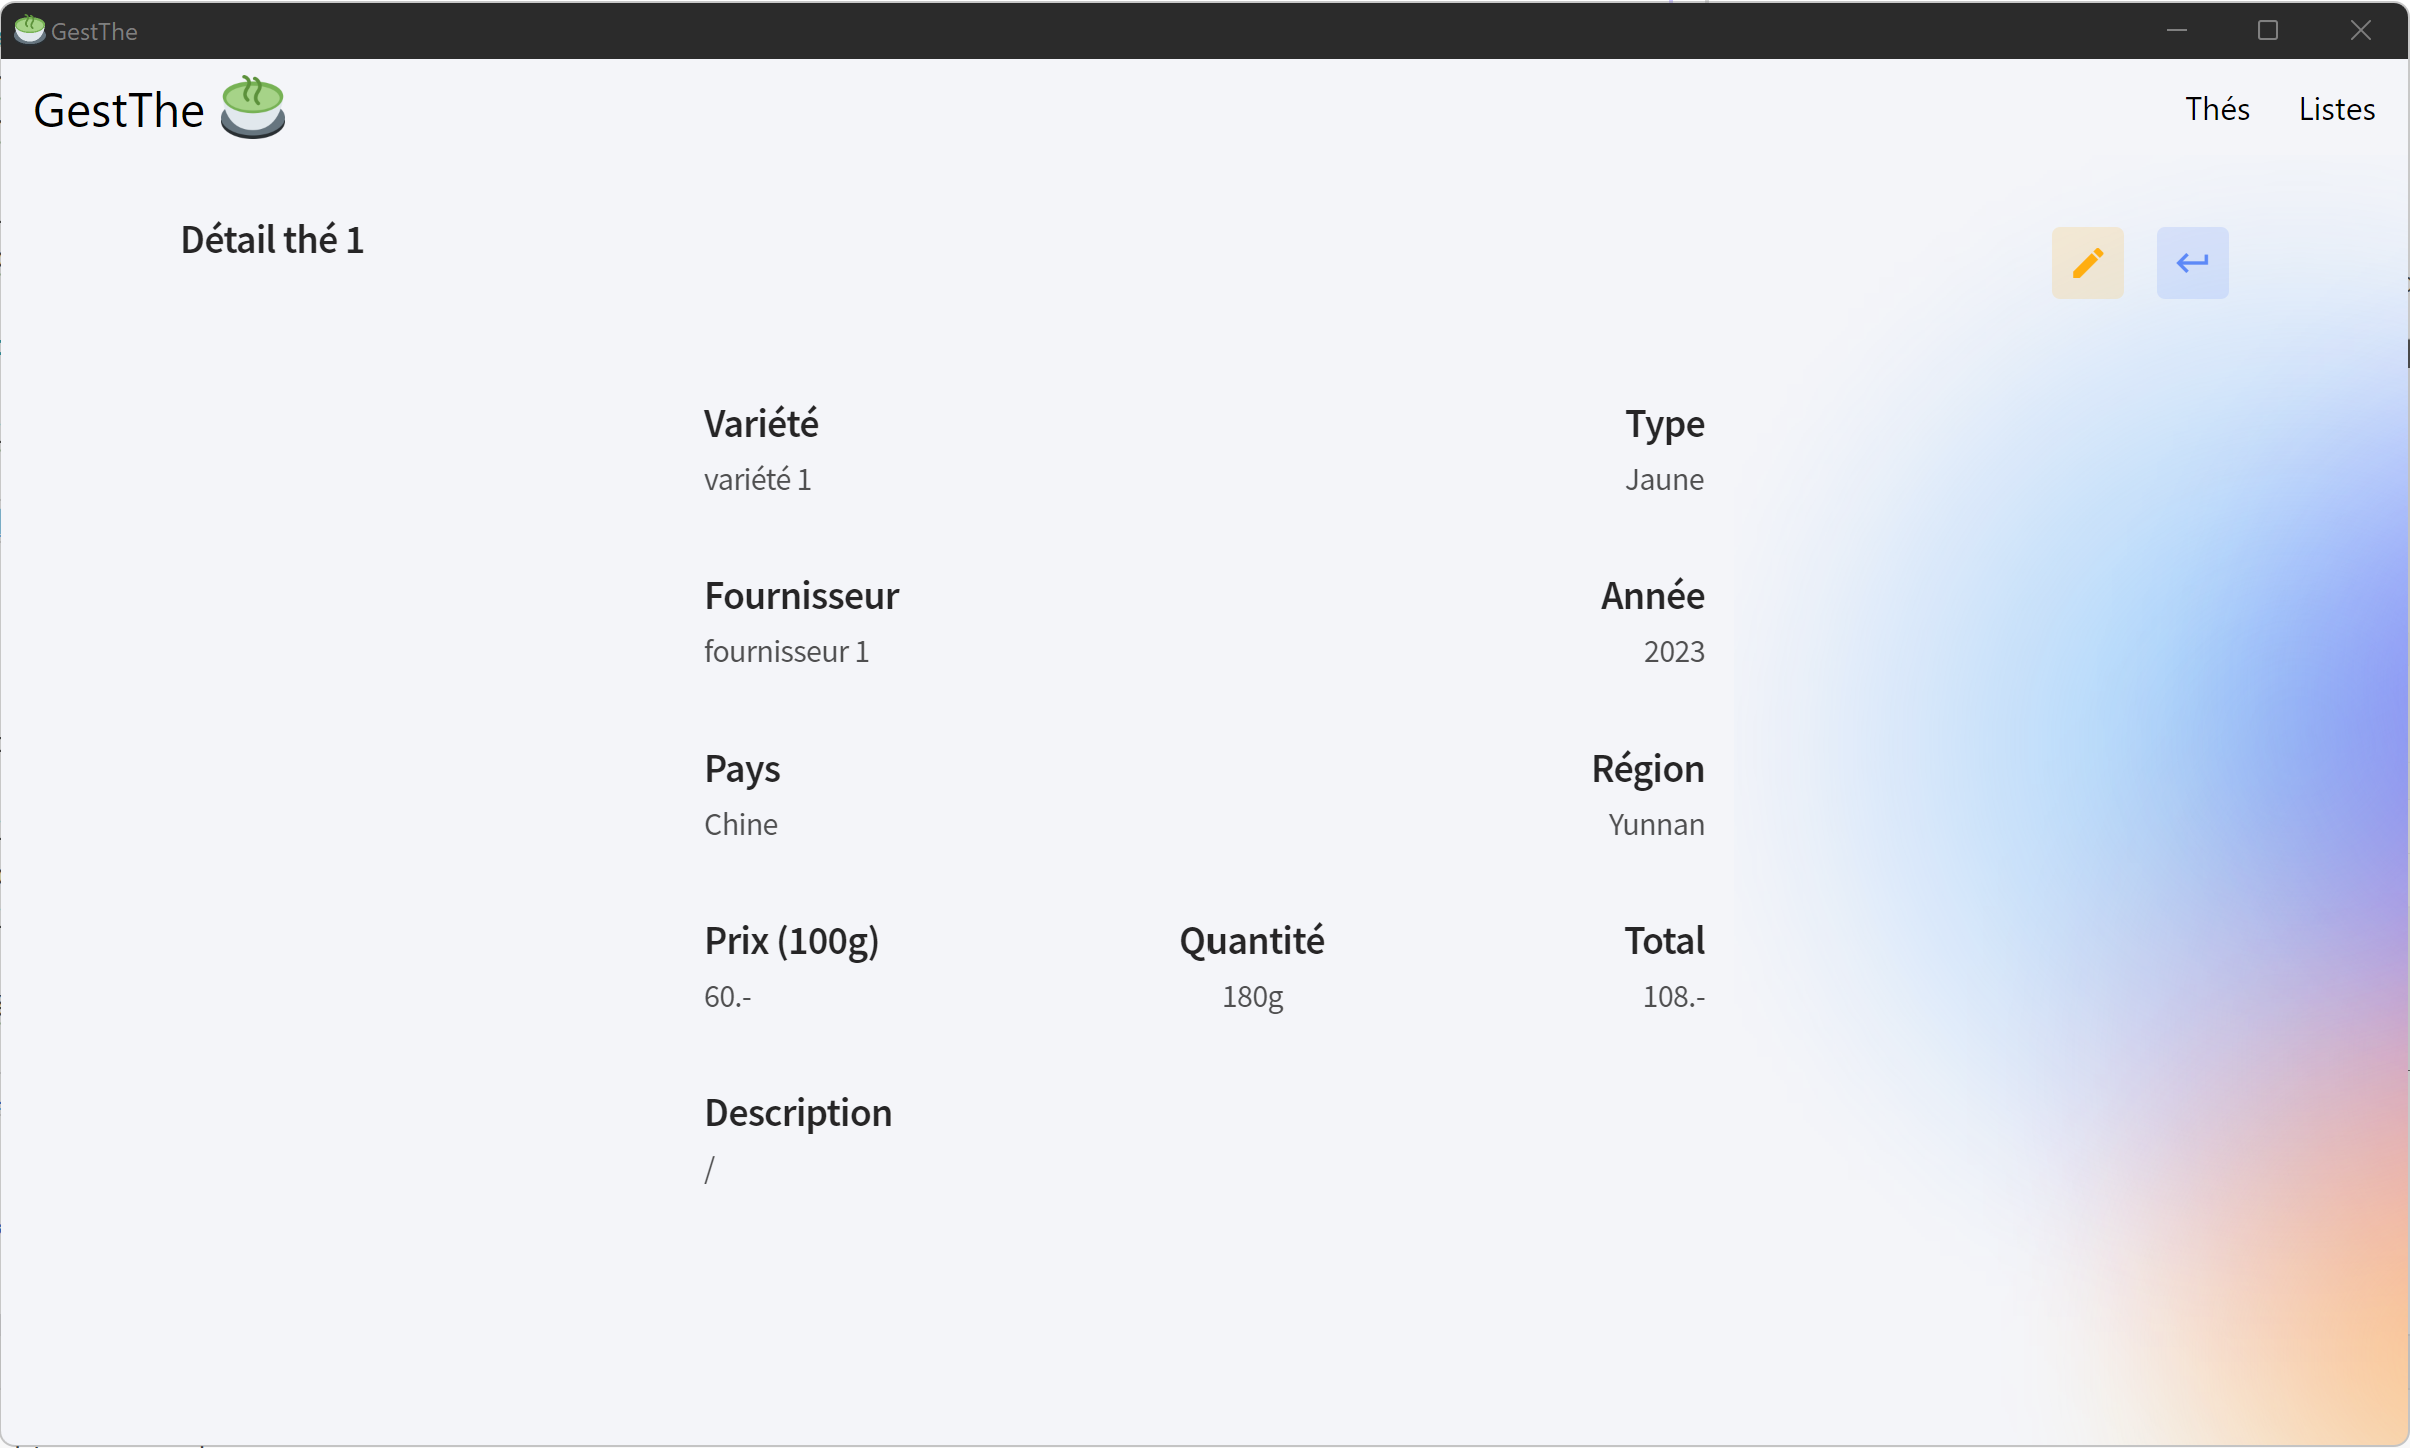 GestThe
GestThe
Thés Listes
Détail thé 1
Variété Type
variété 1 Jaune
Fournisseur Année
fournisseur 1 2023
Pays Région
Chine Yunnan
Prix (100g) Quantité Total
60.- 180g 108.-
Description
/